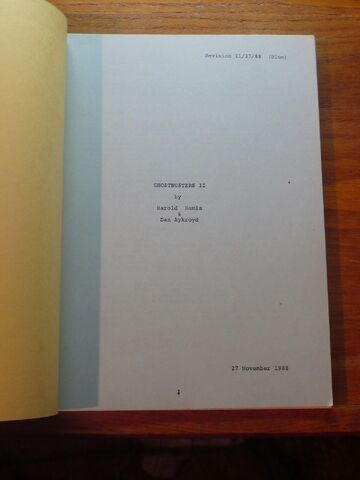 Revision 11/27/88 (Blue)
GHOSTBUSTERS II
by
Harold Ramis
&
Dan Aykroyd
27 November 1988